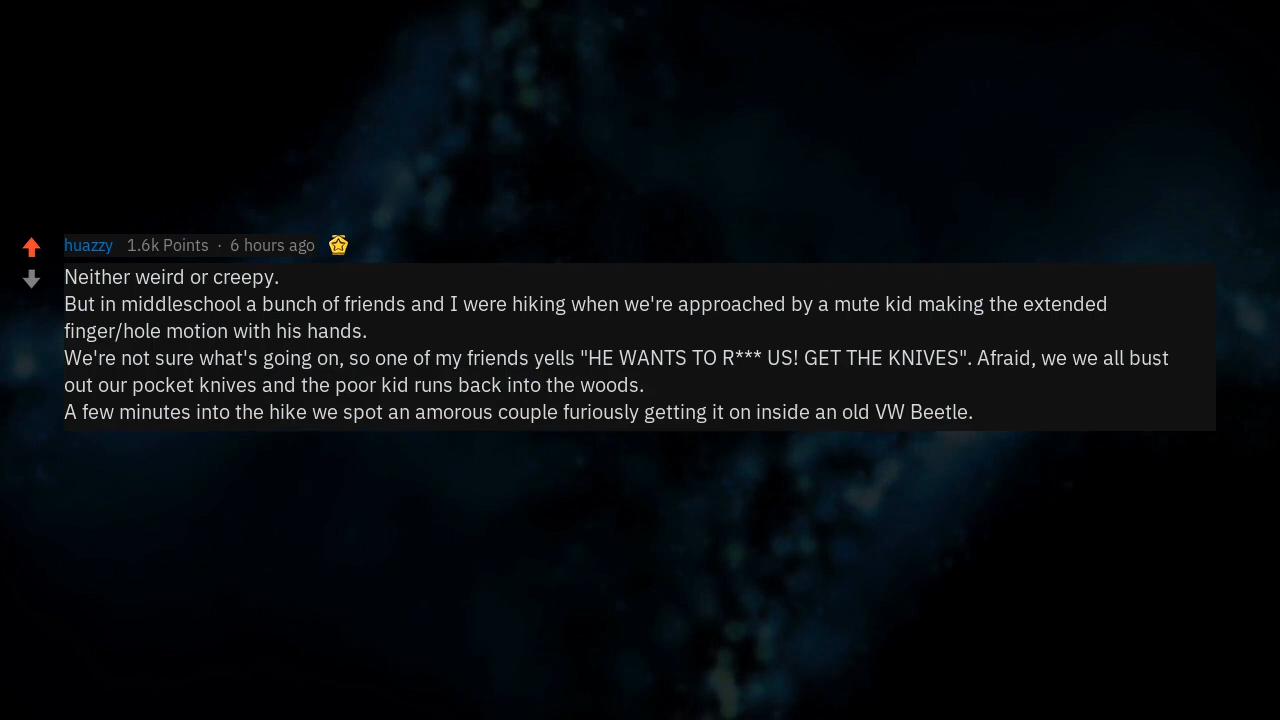 huazzy 1.6k Points · 6 hours ago
Neither weird or creepy.
But in middleschool a bunch of friends and I were hiking when we're approached by a mute kid making the extended
finger/hole motion with his hands.
We're not sure what's going on, so one of my friends yells "HE WANTS TO R*** US! GET THE KNIVES". Afraid, we we all bust
out our pocket knives and the poor kid runs back into the woods.
A few minutes into the hike we spot an amorous couple furiously getting it on inside an old VW Beetle.